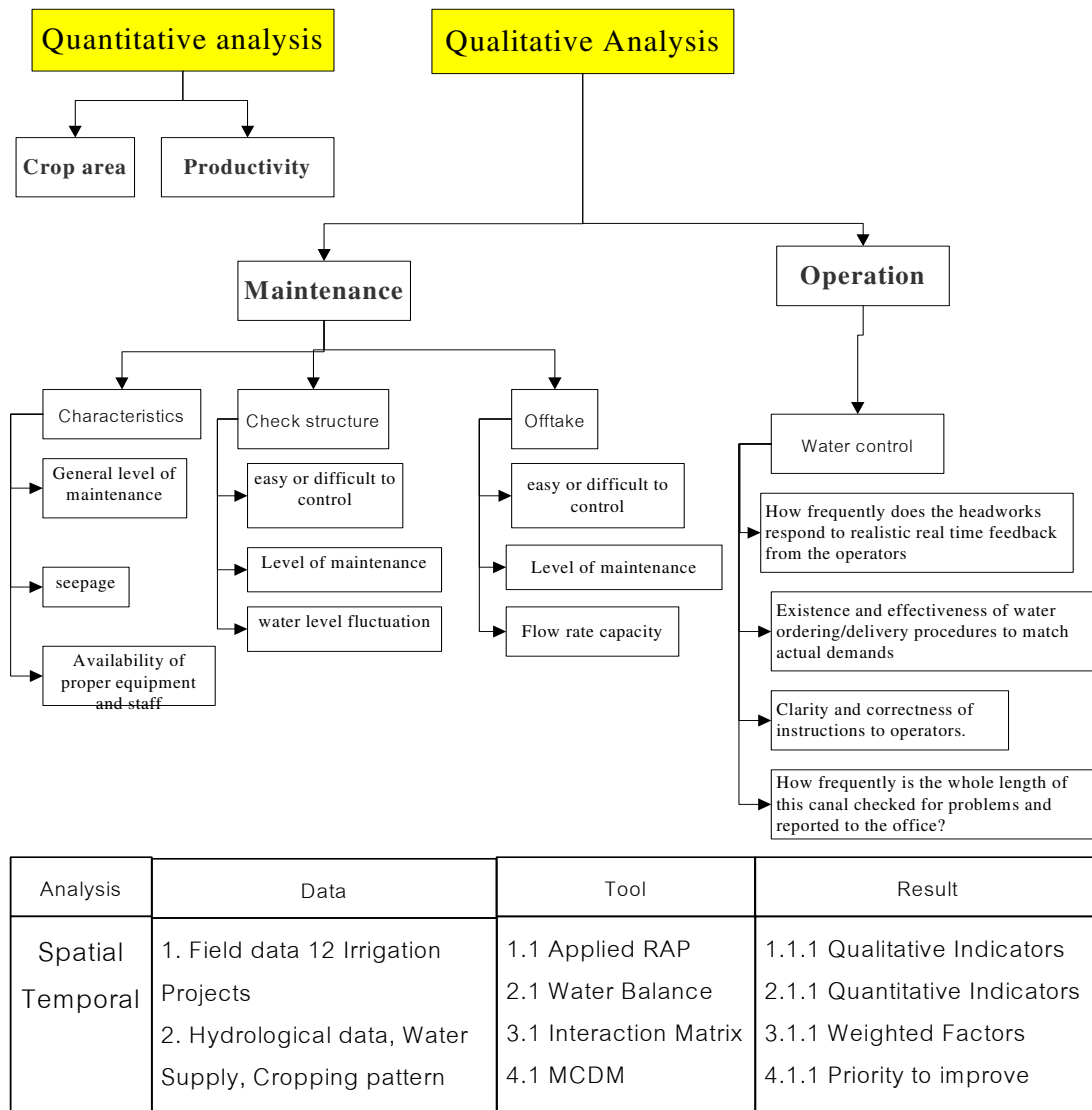 Quantitative analysis
Qualitative Analysis
Crop area
Productivity
Maintenance
Operation
Characteristics
General level of
maintenance
seepage
Availability of
proper equipment
and staff
Check structure
easy or difficult to
control
Level of maintenance
water level fluctuation
Offtake
easy or difficult to
control
Level of maintenance
Flow rate capacity
Water control
How frequently does the headworks
respond to realistic real time feedback
from the operators
Existence and effectiveness of water
ordering/delivery procedures to match
actual demands
Clarity and correctness of
instructions to operators.
How frequently is the whole length of
this canal checked for problems and
reported to the office?
Analysis
Data
Tool
Result
Spatial
Temporal
1. Field data 12 Irrigation
Projects
2. Hydrological data, Water
Supply, Cropping pattern
1.1 Applied RAP
2.1 Water Balance
3.1 Interaction Matrix
4.1 MCDM
1.1.1 Qualitative Indicators
2.1.1 Quantitative Indicators
3.1.1 Weighted Factors
4.1.1 Priority to improve